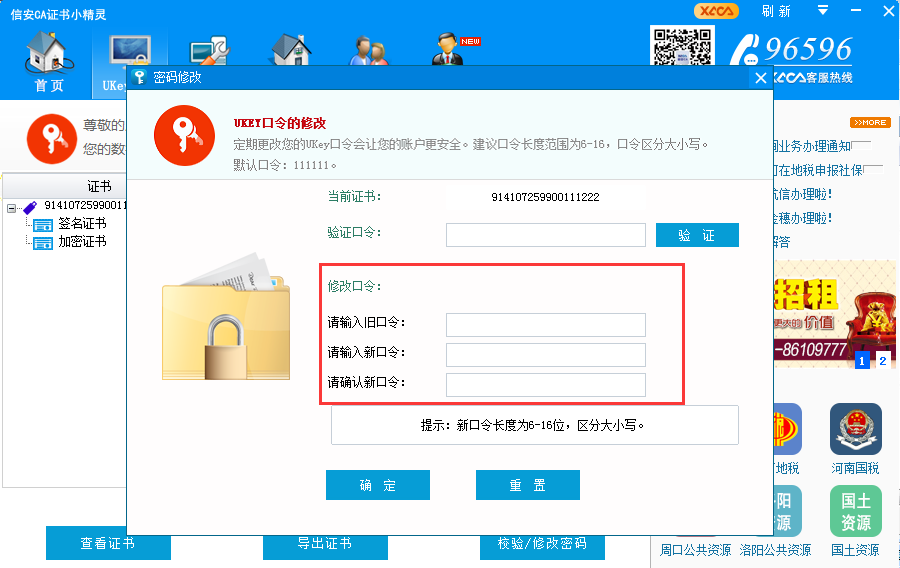 信安CA证书小精灵
XCCA
刷 新
首 页
UKey
NEW
96596
XCCA客服热线
密码修改
尊敬的
您的数
>>MORE
UKEY口令的修改
定期更改您的UKey口令会让您的账户更安全。建议口令长度范围为6-16，口令区分大小写。
默认口令：111111。
业务办理通知
可在地税申报社保
航信办理啦!
金穗办理啦!
解答
证书
914107259900111
签名证书
加密证书
当前证书:
914107259900111222
验证口令:
验 证
修改口令:
请输入旧口令:
请输入新口令:
请确认新口令:
提示: 新口令长度为6-16位，区分大小写。
确 定
重 置
招租
更大的价值
-86109777
1
2
地税
河南国税
阳
源
国土
资源
周口公共资源
洛阳公共资源
国土资源
查看证书
导出证书
校验/修改密码